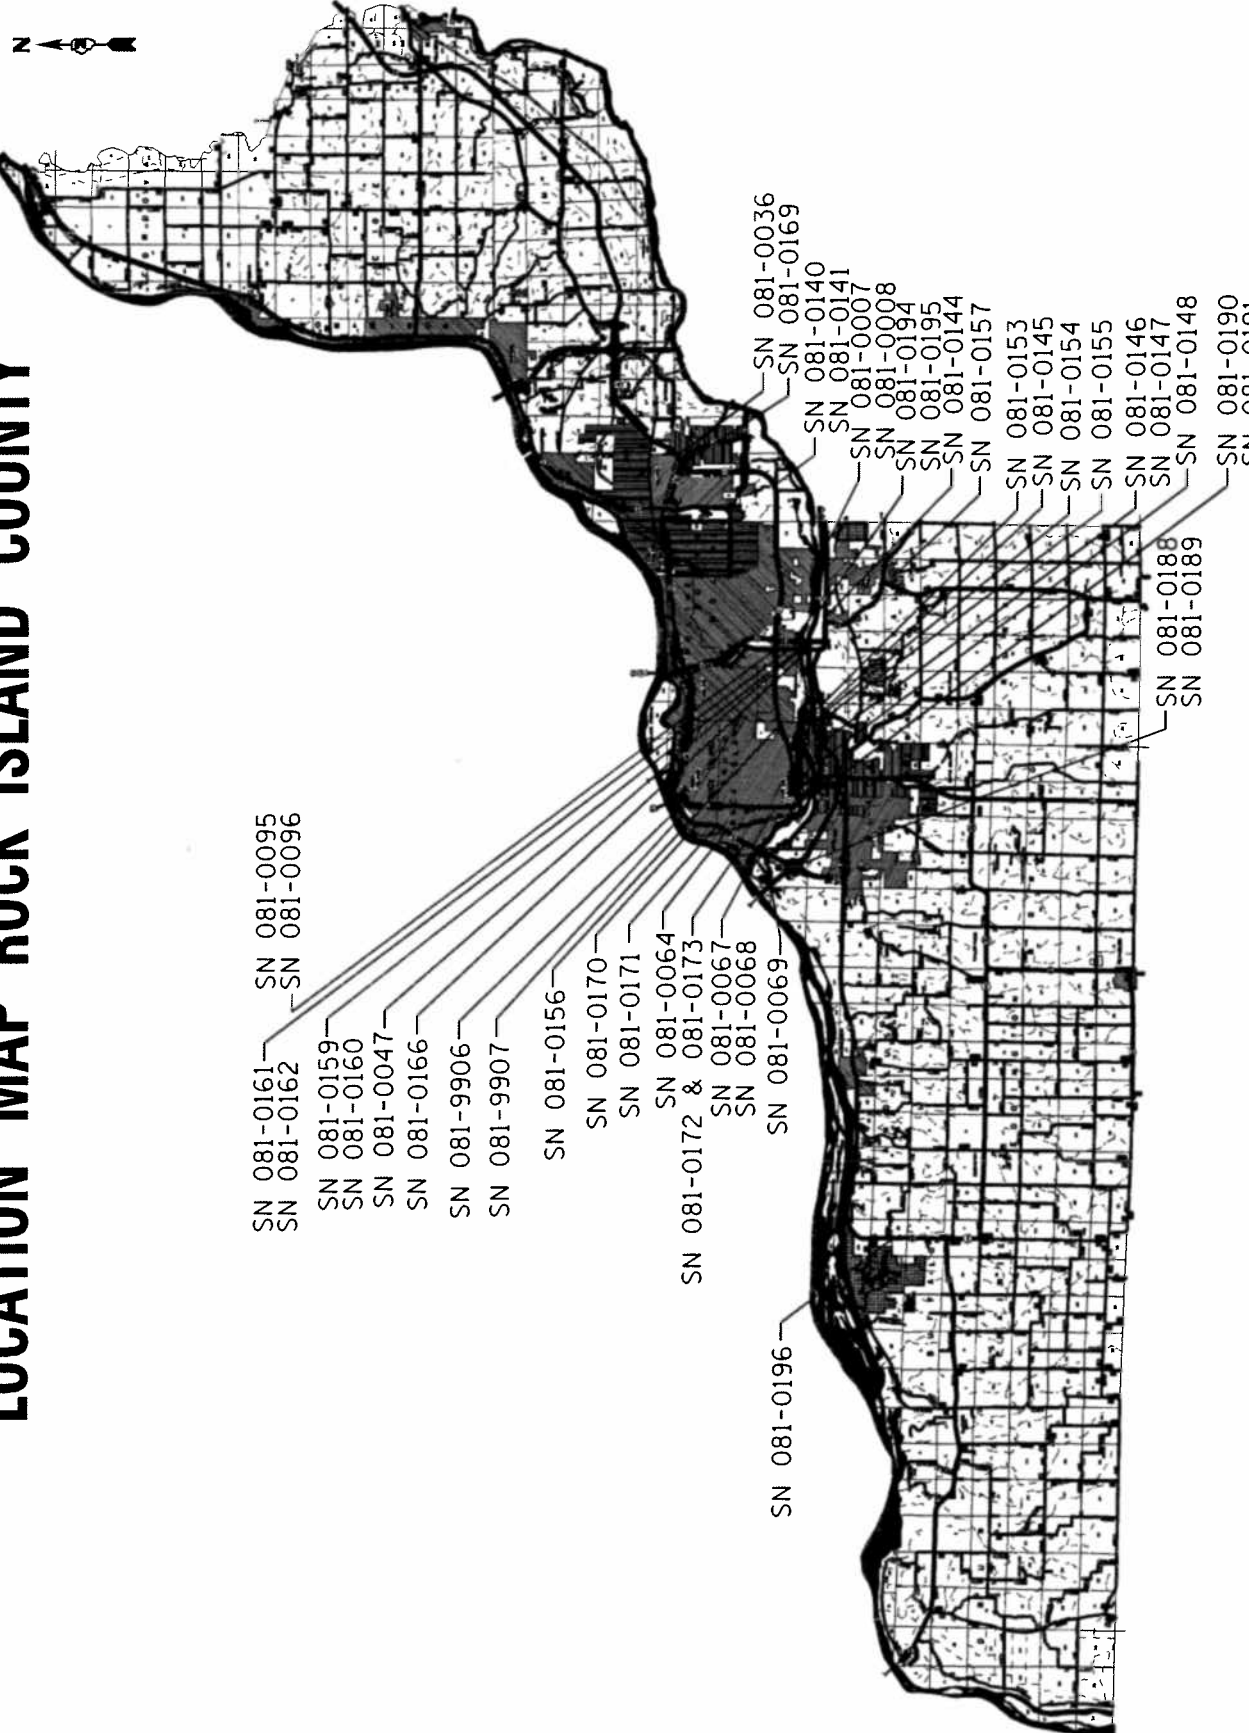 LOCATION MAP ROCK ISLAND COUNTY
N
SN 081-0161
SN 081-0162
SN 081-0095
SN 081-0096
SN 081-0159
SN 081-0160
SN 081-0047
SN 081-0166
SN 081-9906
SN 081-9907
SN 081-0156
SN 081-0170
SN 081-0171
SN 081-0064
SN 081-0172 & 081-0173
SN 081-0067
SN 081-0068
SN 081-0069
SN 081-0196
SN 081-0036
SN 081-0169
SN 081-0140
SN 081-0141
SN 081-0007
SN 081-0008
SN 081-0194
SN 081-0195
SN 081-0144
SN 081-0157
SN 081-0153
SN 081-0145
SN 081-0154
SN 081-0155
SN 081-0146
SN 081-0147
SN 081-0148
SN 081-0190
SN 081-0188
SN 081-0189